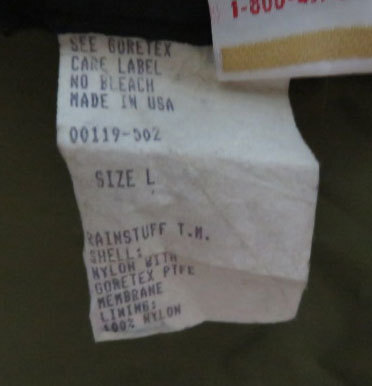 SEE GORETEX
CARE LABEL
NO BLEACH
MADE IN USA
00119-502
SIZE L
RAINSTUFF T.M.
SHELL:
NYLON WITH
GORETEX PTFE
MEMBRANE
LINING:
100% NYLON